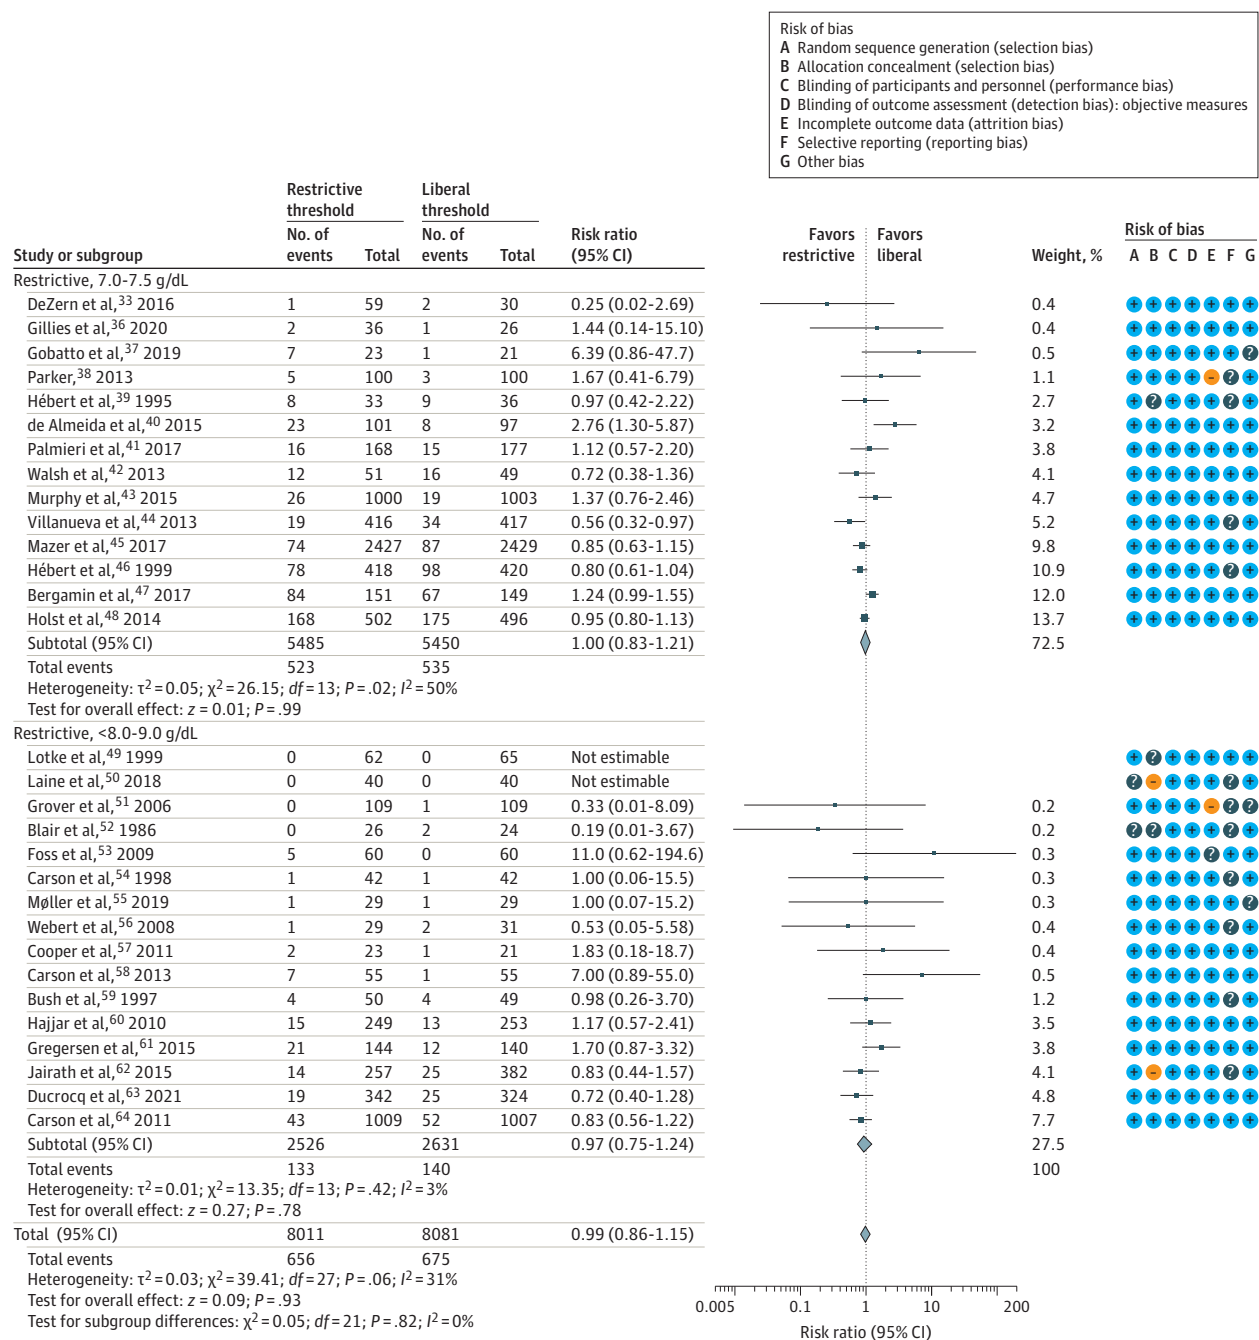 Risk of bias
A Random sequence generation (selection bias)
B Allocation concealment (selection bias)
C Blinding of participants and personnel (performance bias)
D Blinding of outcome assessment (detection bias): objective measures
E Incomplete outcome data (attrition bias)
F Selective reporting (reporting bias)
G Other bias
Restrictive threshold Liberal threshold
Study or subgroup No. of events Total No. of events Total Risk ratio (95% CI) Favors restrictive Favors liberal Weight, % Risk of bias A B C D E F G
Restrictive, 7.0-7.5 g/dL
DeZern et al,33 2016 1 59 2 30 0.25 (0.02-2.69) 0.4 + + + + + + +
Gillies et al,36 2020 2 36 1 26 1.44 (0.14-15.10) 0.4 + + + + + + +
Gobatto et al,37 2019 7 23 1 21 6.39 (0.86-47.7) 0.5 + + + + + + ?
Parker,38 2013 5 100 3 100 1.67 (0.41-6.79) 1.1 + + + + – ? +
Hébert et al,39 1995 8 33 9 36 0.97 (0.42-2.22) 2.7 + ? + + + ? +
de Almeida et al,40 2015 23 101 8 97 2.76 (1.30-5.87) 3.2 + + + + + + +
Palmieri et al,41 2017 16 168 15 177 1.12 (0.57-2.20) 3.8 + + + + + + +
Walsh et al,42 2013 12 51 16 49 0.72 (0.38-1.36) 4.1 + + + + + + +
Murphy et al,43 2015 26 1000 19 1003 1.37 (0.76-2.46) 4.7 + + + + + + +
Villanueva et al,44 2013 19 416 34 417 0.56 (0.32-0.97) 5.2 + + + + + ? +
Mazer et al,45 2017 74 2427 87 2429 0.85 (0.63-1.15) 9.8 + + + + + + +
Hébert et al,46 1999 78 418 98 420 0.80 (0.61-1.04) 10.9 + + + + + ? +
Bergamin et al,47 2017 84 151 67 149 1.24 (0.99-1.55) 12.0 + + + + + + +
Holst et al,48 2014 168 502 175 496 0.95 (0.80-1.13) 13.7 + + + + + + +
Subtotal (95% CI) 5485 5450 1.00 (0.83-1.21) 72.5
Total events 523 535
Heterogeneity: τ2=0.05; χ2=26.15; df=13; P=.02; I2=50%
Test for overall effect: z = 0.01; P=.99
Restrictive, <8.0-9.0 g/dL
Lotke et al,49 1999 0 62 0 65 Not estimable + ? + + + + +
Laine et al,50 2018 0 40 0 40 Not estimable ? – + + + ? +
Grover et al,51 2006 0 109 1 109 0.33 (0.01-8.09) 0.2 + + + + – ? ?
Blair et al,52 1986 0 26 2 24 0.19 (0.01-3.67) 0.2 ? ? + + + ? +
Foss et al,53 2009 5 60 0 60 11.0 (0.62-194.6) 0.3 + + + + ? + +
Carson et al,54 1998 1 42 1 42 1.00 (0.06-15.5) 0.3 + + + + + ? +
Møller et al,55 2019 1 29 1 29 1.00 (0.07-15.2) 0.3 + + + + + + ?
Webert et al,56 2008 1 29 2 31 0.53 (0.05-5.58) 0.4 + + + + + ? +
Cooper et al,57 2011 2 23 1 21 1.83 (0.18-18.7) 0.4 + + + + + + +
Carson et al,58 2013 7 55 1 55 7.00 (0.89-55.0) 0.5 + + + + + + +
Bush et al,59 1997 4 50 4 49 0.98 (0.26-3.70) 1.2 + + + + + ? +
Hajjar et al,60 2010 15 249 13 253 1.17 (0.57-2.41) 3.5 + + + + + + +
Gregersen et al,61 2015 21 144 12 140 1.70 (0.87-3.32) 3.8 + + + + + + +
Jairath et al,62 2015 14 257 25 382 0.83 (0.44-1.57) 4.1 + – + + + ? +
Ducrocq et al,63 2021 19 342 25 324 0.72 (0.40-1.28) 4.8 + + + + + + +
Carson et al,64 2011 43 1009 52 1007 0.83 (0.56-1.22) 7.7 + + + + + + +
Subtotal (95% CI) 2526 2631 0.97 (0.75-1.24) 27.5
Total events 133 140 100
Heterogeneity: τ2=0.01; χ2=13.35; df=13; P=.42; I2=3%
Test for overall effect: z = 0.27; P=.78
Total (95% CI) 8011 8081 0.99 (0.86-1.15)
Total events 656 675
Heterogeneity: τ2=0.03; χ2=39.41; df=27; P=.06; I2=31%
Test for overall effect: z = 0.09; P=.93
Test for subgroup differences: χ2=0.05; df=21; P=.82; I2=0%
0.005 0.1 1 10 200
Risk ratio (95% CI)